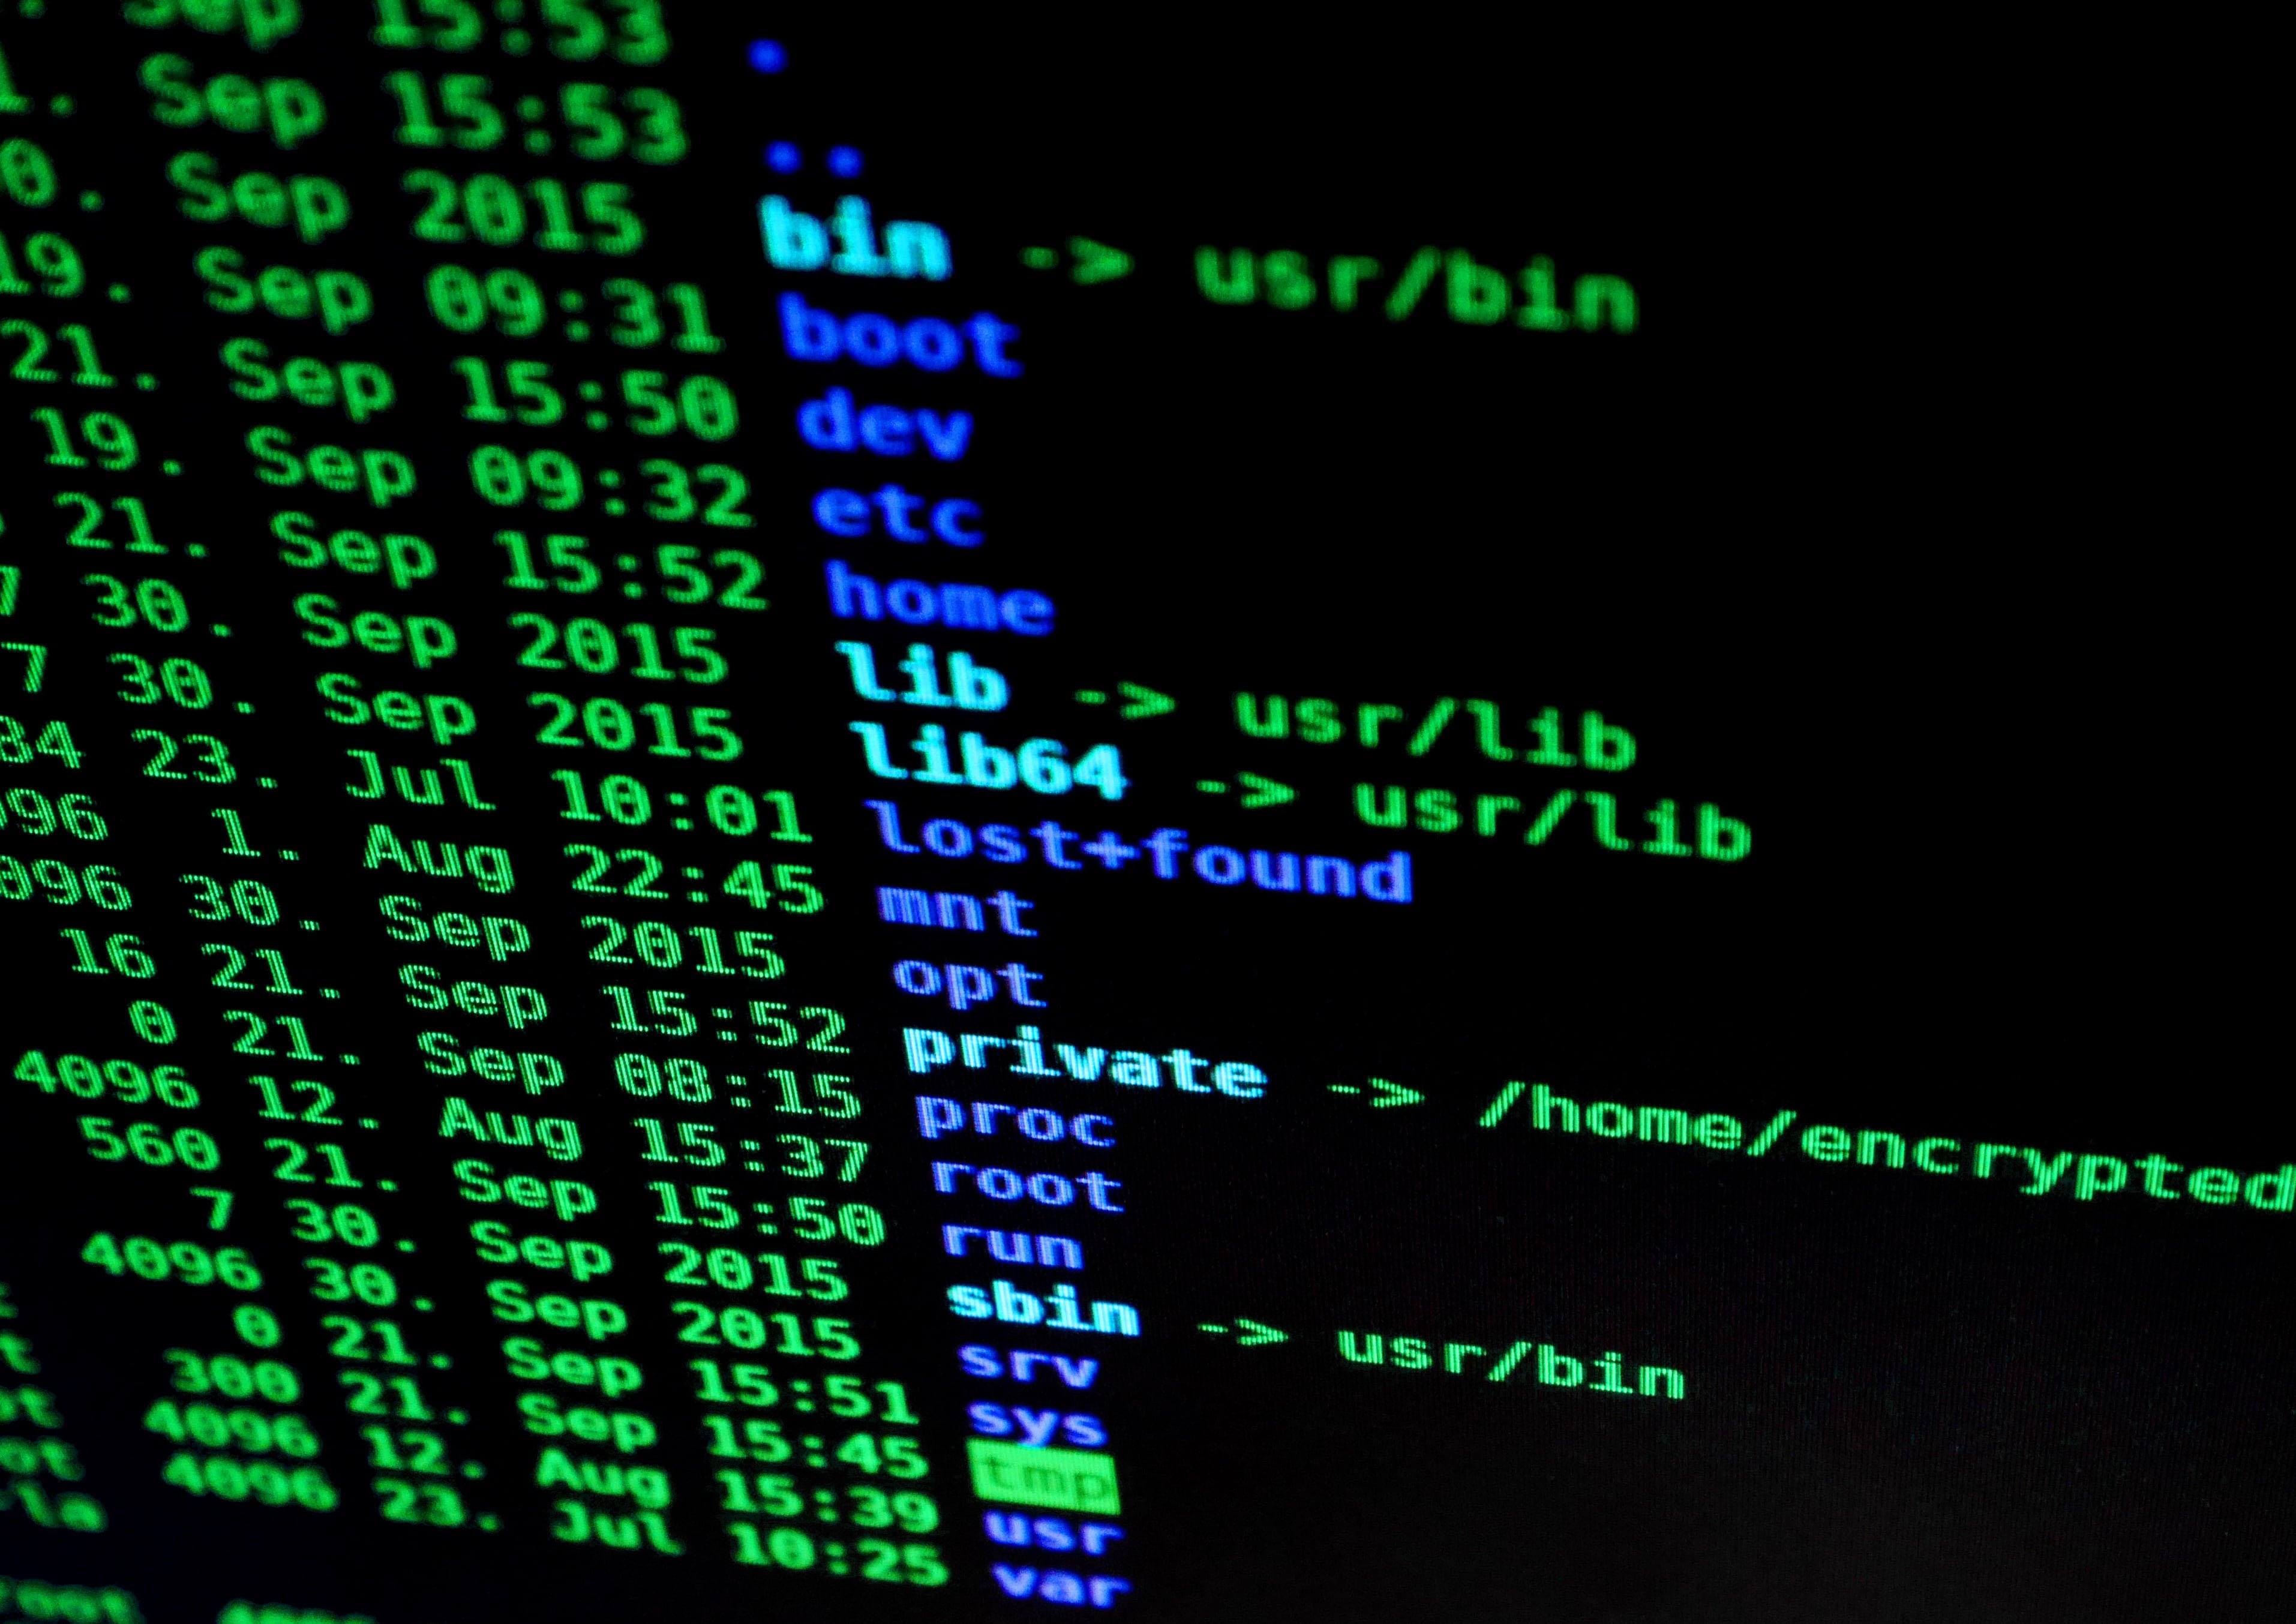 . Sep 15:53 .
1. Sep 15:53 ..
0. Sep 2015 bin -> usr/bin
19. Sep 09:31 boot
21. Sep 15:50 dev
19. Sep 09:32 etc
21. Sep 15:52 home
7 30. Sep 2015 lib -> usr/lib
7 30. Sep 2015 lib64 -> usr/lib
84 23. Jul 10:01 lost+found
096 1. Aug 22:45 mnt
096 30. Sep 2015 opt
16 21. Sep 15:52 private -> /home/encrypted
0 21. Sep 08:15 proc
4096 12. Aug 15:37 root
560 21. Sep 15:50 run
7 30. Sep 2015 sbin -> usr/bin
4096 30. Sep 2015 srv
0 21. Sep 15:51 sys
300 21. Sep 15:45 tmp
4096 12. Aug 15:39 usr
4096 23. Jul 10:25 var